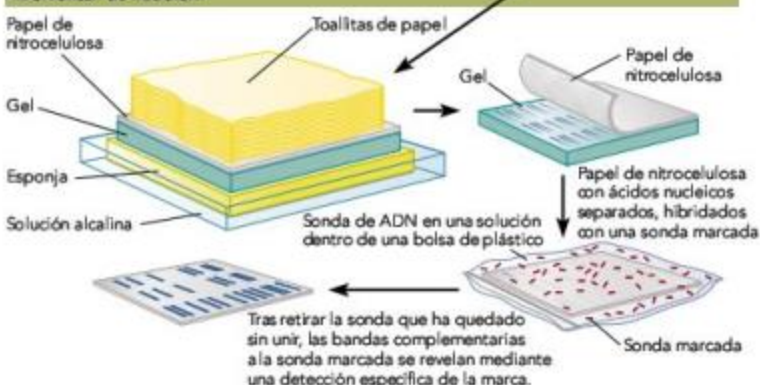 Papel de
nitrocelulosa
Toallitas de papel
Papel de
nitrocelulosa
Gel
Gel
Esponja
Solución alcalina
Papel de nitrocelulosa
con ácidos nucleicos
separados, hibridados
con una sonda marcada
Sonda de ADN en una solución
dentro de una bolsa de plástico
Tras retirar la sonda que ha quedado
sin unir, las bandas complementarias
a la sonda marcada se revelan mediante
una detección específica de la marca.
Sonda marcada